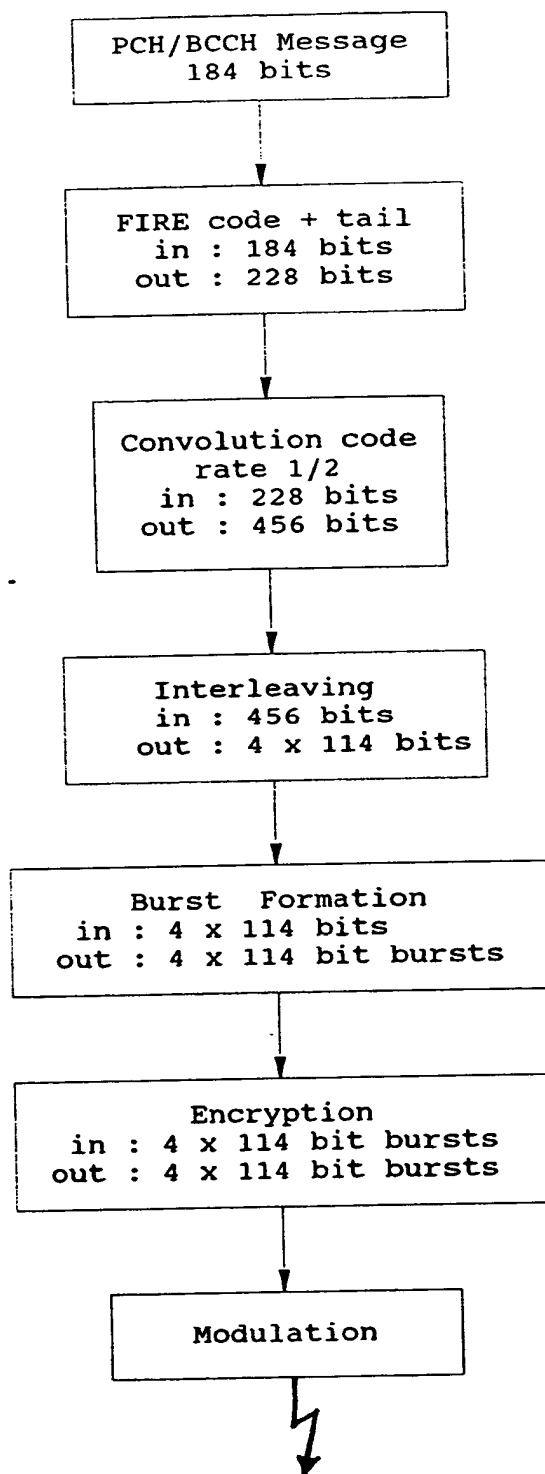 PCH/BCCH Message
184 bits
FIRE code + tail
in : 184 bits
out : 228 bits
Convolution code
rate 1/2
in : 228 bits
out : 456 bits
Interleaving
in : 456 bits
out : 4 x 114 bits
Burst Formation
in : 4 x 114 bits
out : 4 x 114 bit bursts
Encryption
in : 4 x 114 bit bursts
out : 4 x 114 bit bursts
Modulation